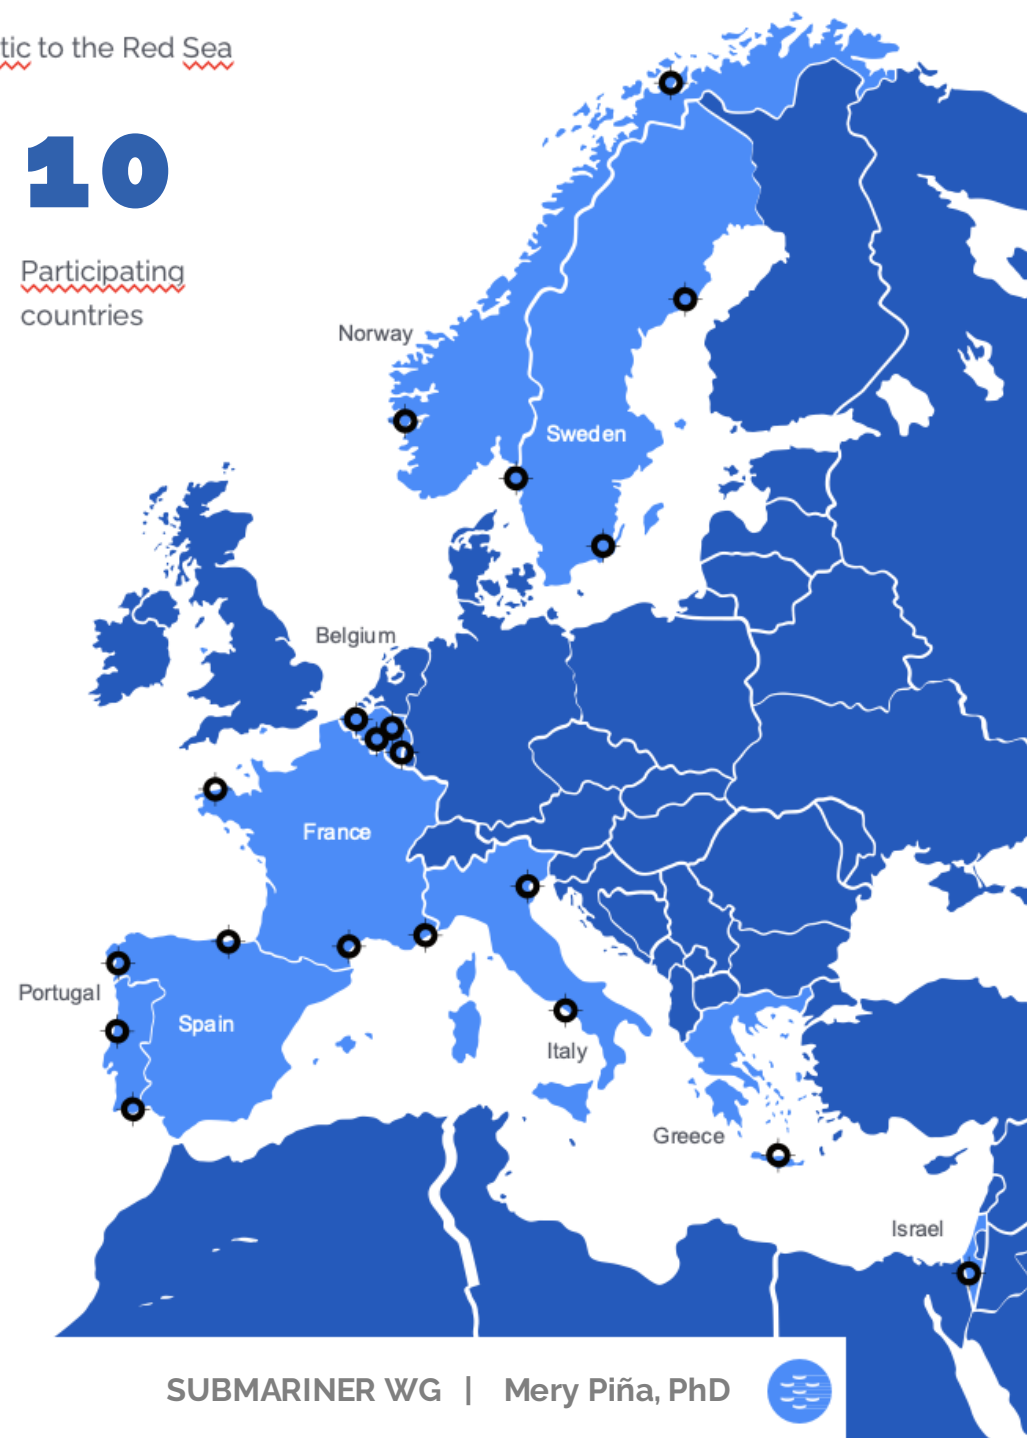 tic to the Red Sea
10
Participating
countries
Norway
Sweden
Belgium
France
Portugal
Spain
Italy
Greece
Israel
SUBMARINER WG | Mery Piña, PhD